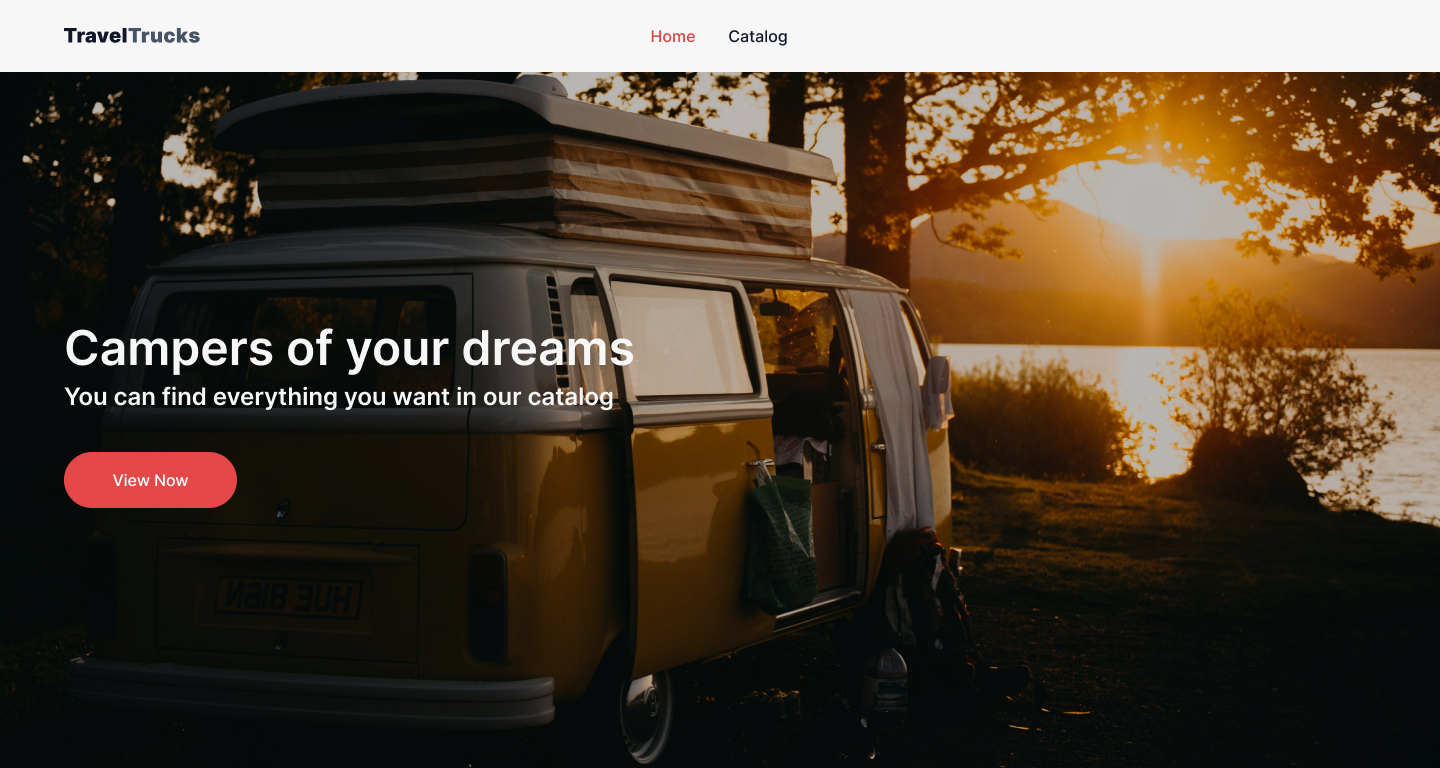 TravelTrucks
Home Catalog
Campers of your dreams
You can find everything you want in our catalog
View Now
HUE 816N